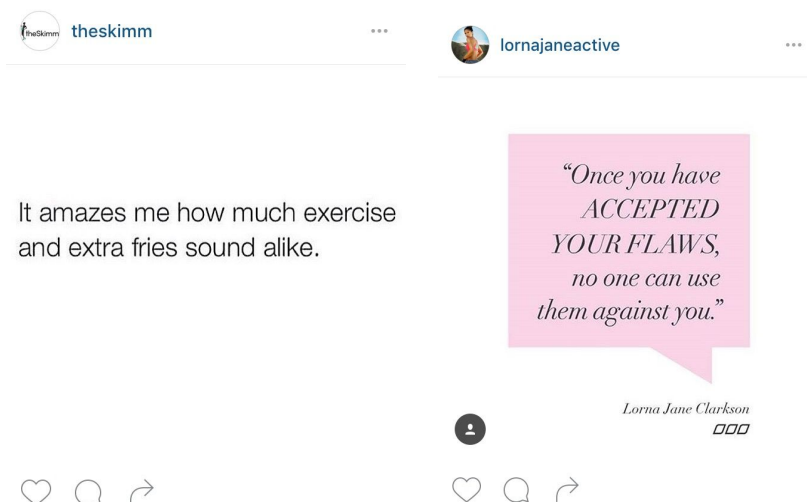 theSkimm
theskimm
It amazes me how much exercise
and extra fries sound alike.
lornajaneactive
“Once you have
ACCEPTED
YOUR FLAWS,
no one can use
them against you.”
Lorna Jane Clarkson